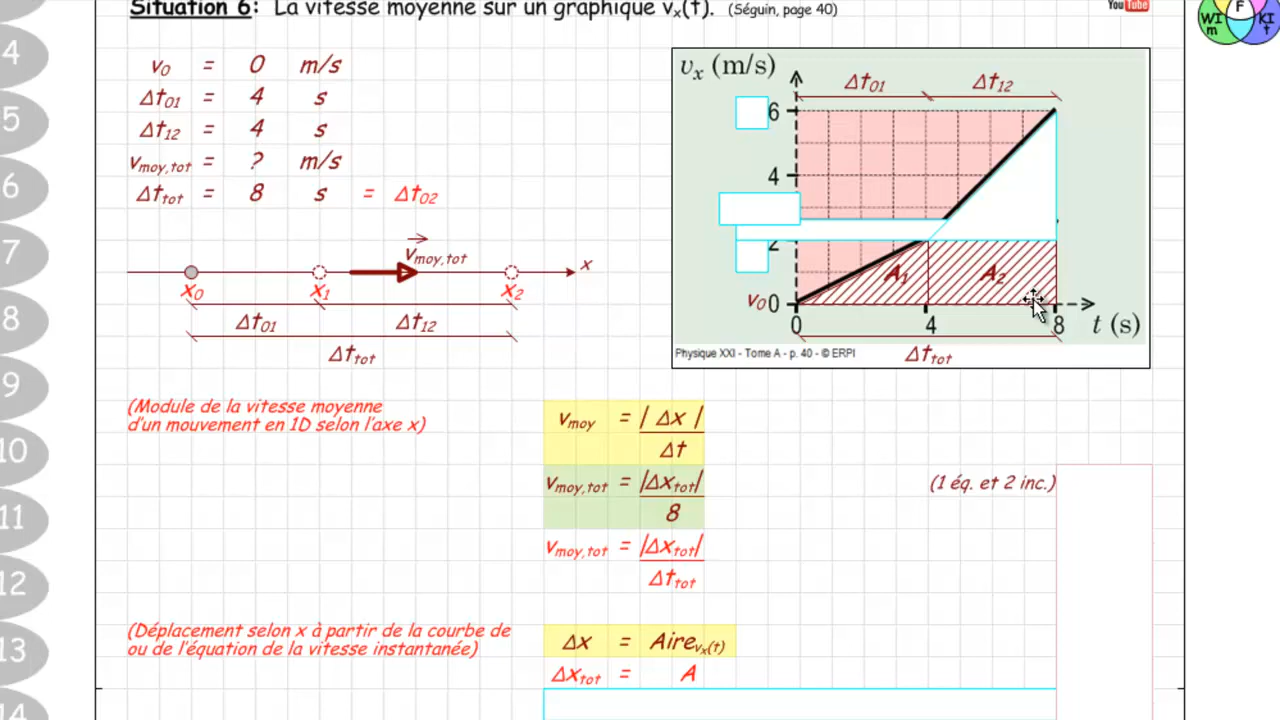 Situation 6: La vitesse moyenne sur un graphique vₓ(t). (Séguin, page 40)
You Tube
WI m
F
KI t
4
5
6
7
8
9
10
11
12
13
14
v0 = 0 m/s
Δt01 = 4 s
Δt12 = 4 s
vmoy,tot = ? m/s
Δttot = 8 s = Δt02
vmoy,tot
x
x0 x1 x2
Δt01 Δt12
Δttot
vx (m/s)
Δt01 Δt12
6
4
2
A1 A2
v0 0
0 4 8 t (s)
Physique XXI - Tome A - p. 40 - © ERPI
Δttot
(Module de la vitesse moyenne
d'un mouvement en 1D selon l'axe x)
vmoy = | Δx |
Δt
vmoy,tot = |Δxtot|
8
(1 éq. et 2 inc.)
vmoy,tot = |Δxtot|
Δttot
(Déplacement selon x à partir de la courbe de
ou de l'équation de la vitesse instantanée)
Δx = Airevx(t)
Δxtot = A